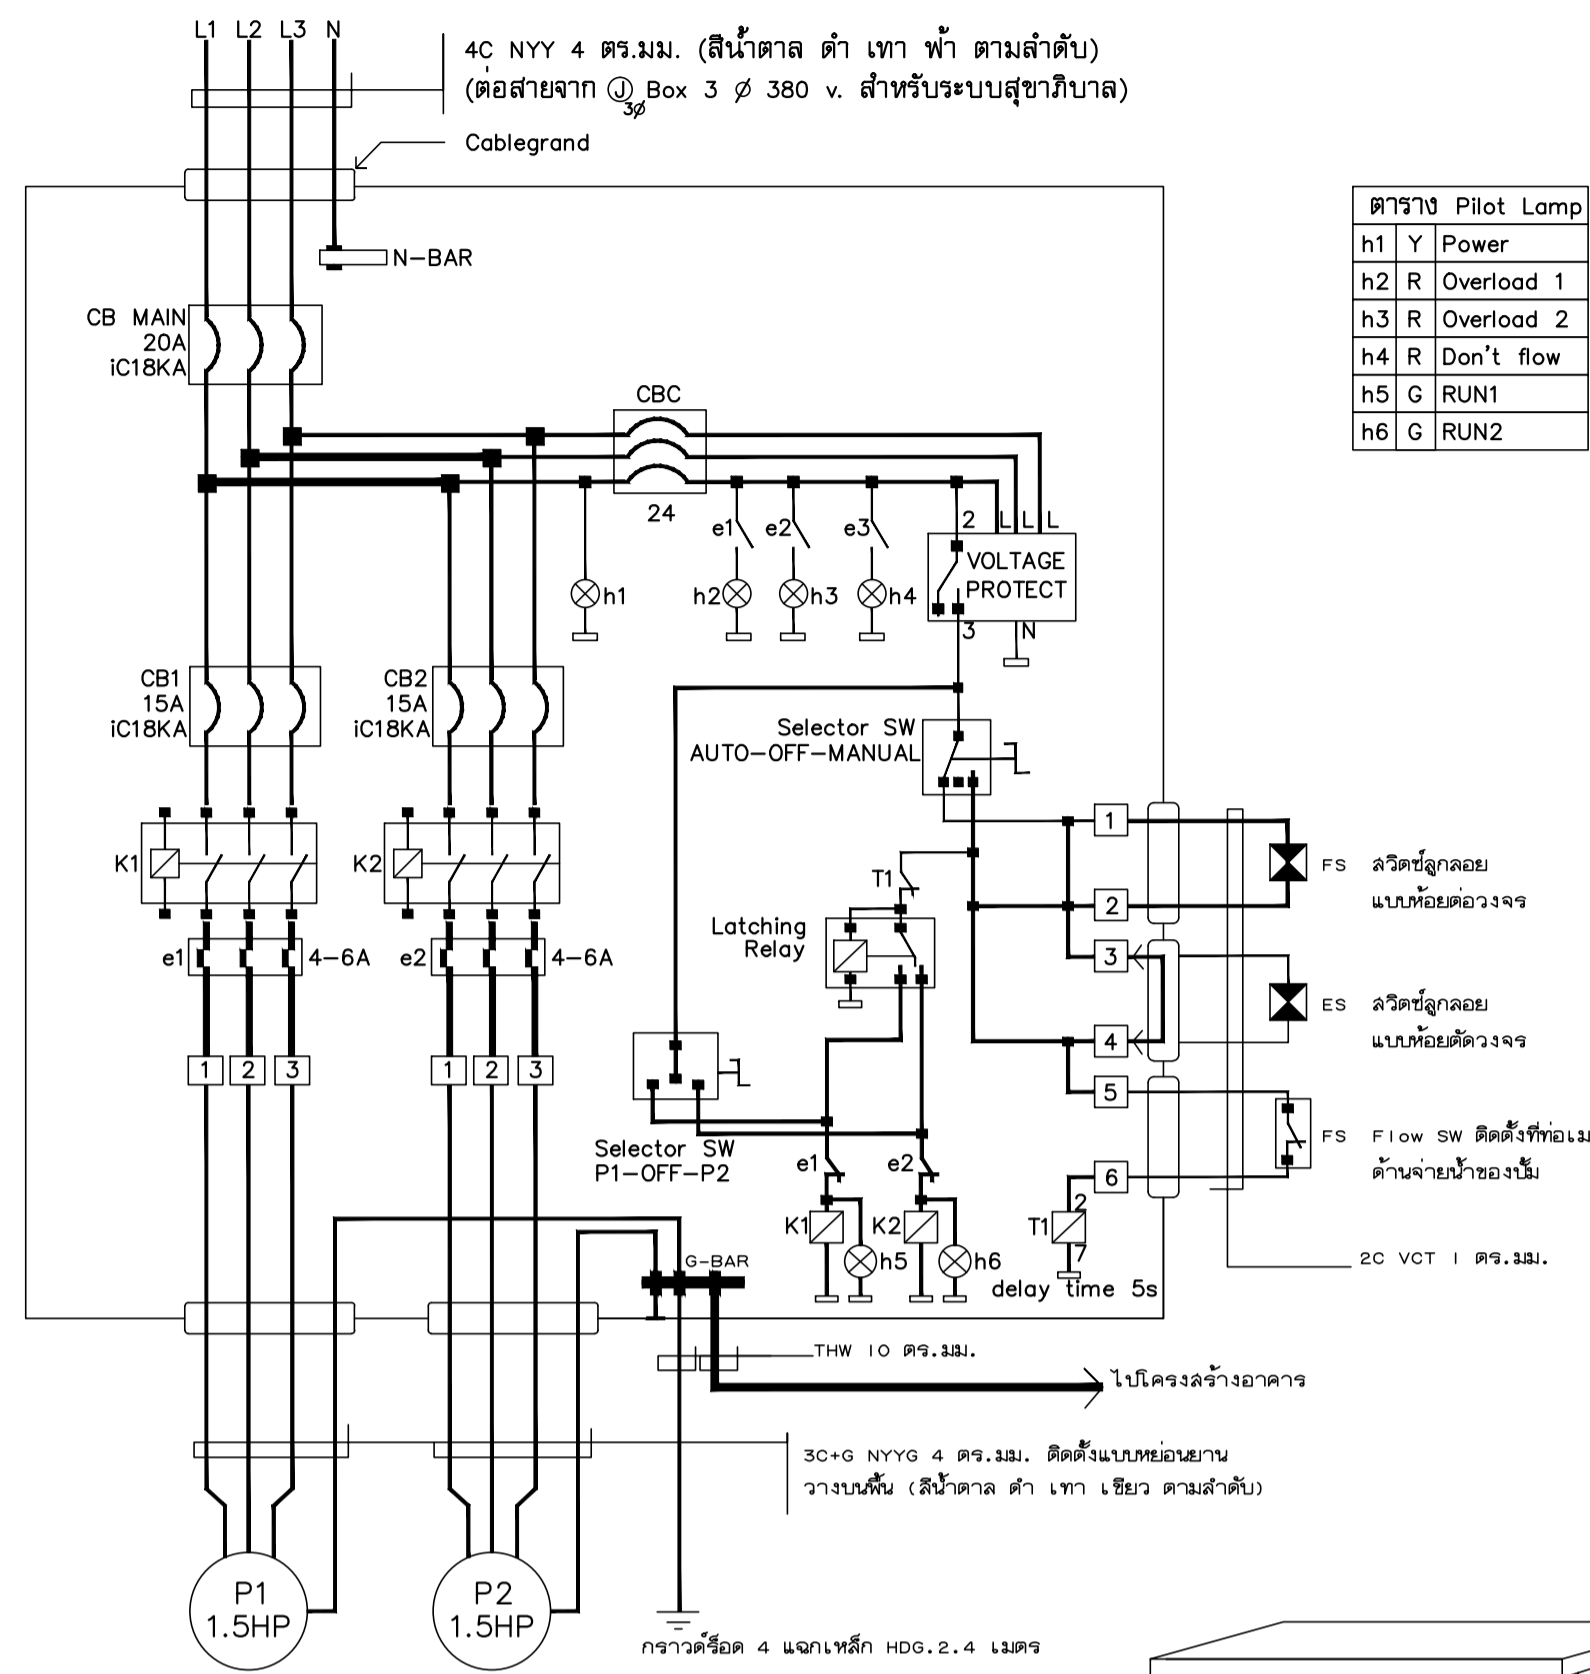 L1 L2 L3 N
4C NYY 4 ตร.มม. (สีน้ำตาล ดำ เทา ฟ้า ตามลำดับ)
(ต่อสายจาก J 3Ø Box 3 Ø 380 v. สำหรับระบบสุขาภิบาล)
Cablegrand
N-BAR
ตาราง Pilot Lamp
h1 Y Power
h2 R Overload 1
h3 R Overload 2
h4 R Don't flow
h5 G RUN1
h6 G RUN2
CB MAIN
20A
iC18KA
CBC
24
e1 e2 e3
2 L L L
VOLTAGE
PROTECT
h1 h2 h3 h4
3 N
CB1
15A
iC18KA
CB2
15A
iC18KA
Selector SW
AUTO-OFF-MANUAL
K1
K2
T1
Latching
Relay
e1 4-6A
e2 4-6A
1
2
3
4
5
6
FS สวิตซ์ลูกลอย
แบบห้อยต่อวงจร
ES สวิตซ์ลูกลอย
แบบห้อยตัดวงจร
FS Flow SW ติดตั้งที่ท่อเม
ด้านจ่ายน้ำของปั๊ม
1 2 3
1 2 3
Selector SW
P1-OFF-P2
e1 e2
K1 h5
K2 h6
T1 2
7
delay time 5s
2C VCT 1 ตร.มม.
G-BAR
THW 10 ตร.มม.
ไปโครงสร้างอาคาร
3C+G NYYG 4 ตร.มม. ติดตั้งแบบหย่อนยาน
วางบนพื้น (สีน้ำตาล ดำ เทา เขียว ตามลำดับ)
P1
1.5HP
P2
1.5HP
กราวด์ร็อด 4 แฉกเหล็ก HDG.2.4 เมตร